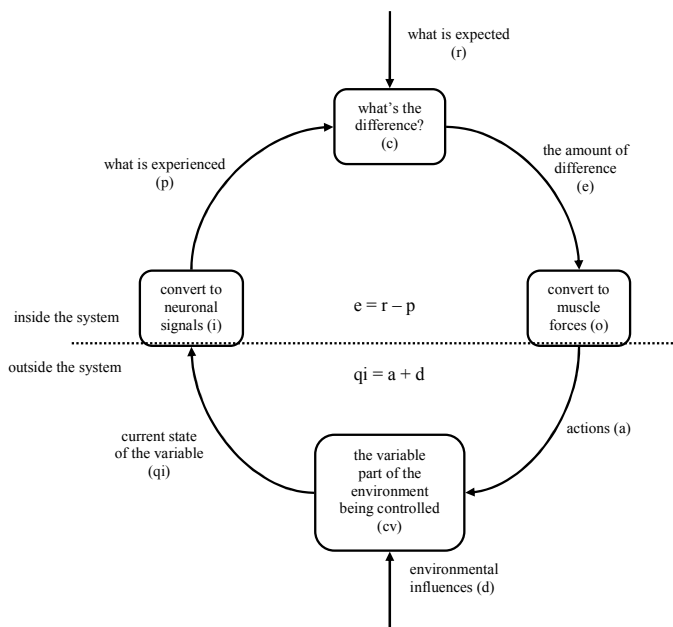 what is expected
(r)
what's the
difference?
(c)
the amount of
difference
(e)
what is experienced
(p)
convert to
neuronal
signals (i)
e = r – p
convert to
muscle
forces (o)
inside the system
outside the system
qi = a + d
current state
of the variable
(qi)
actions (a)
the variable
part of the
environment
being controlled
(cv)
environmental
influences (d)